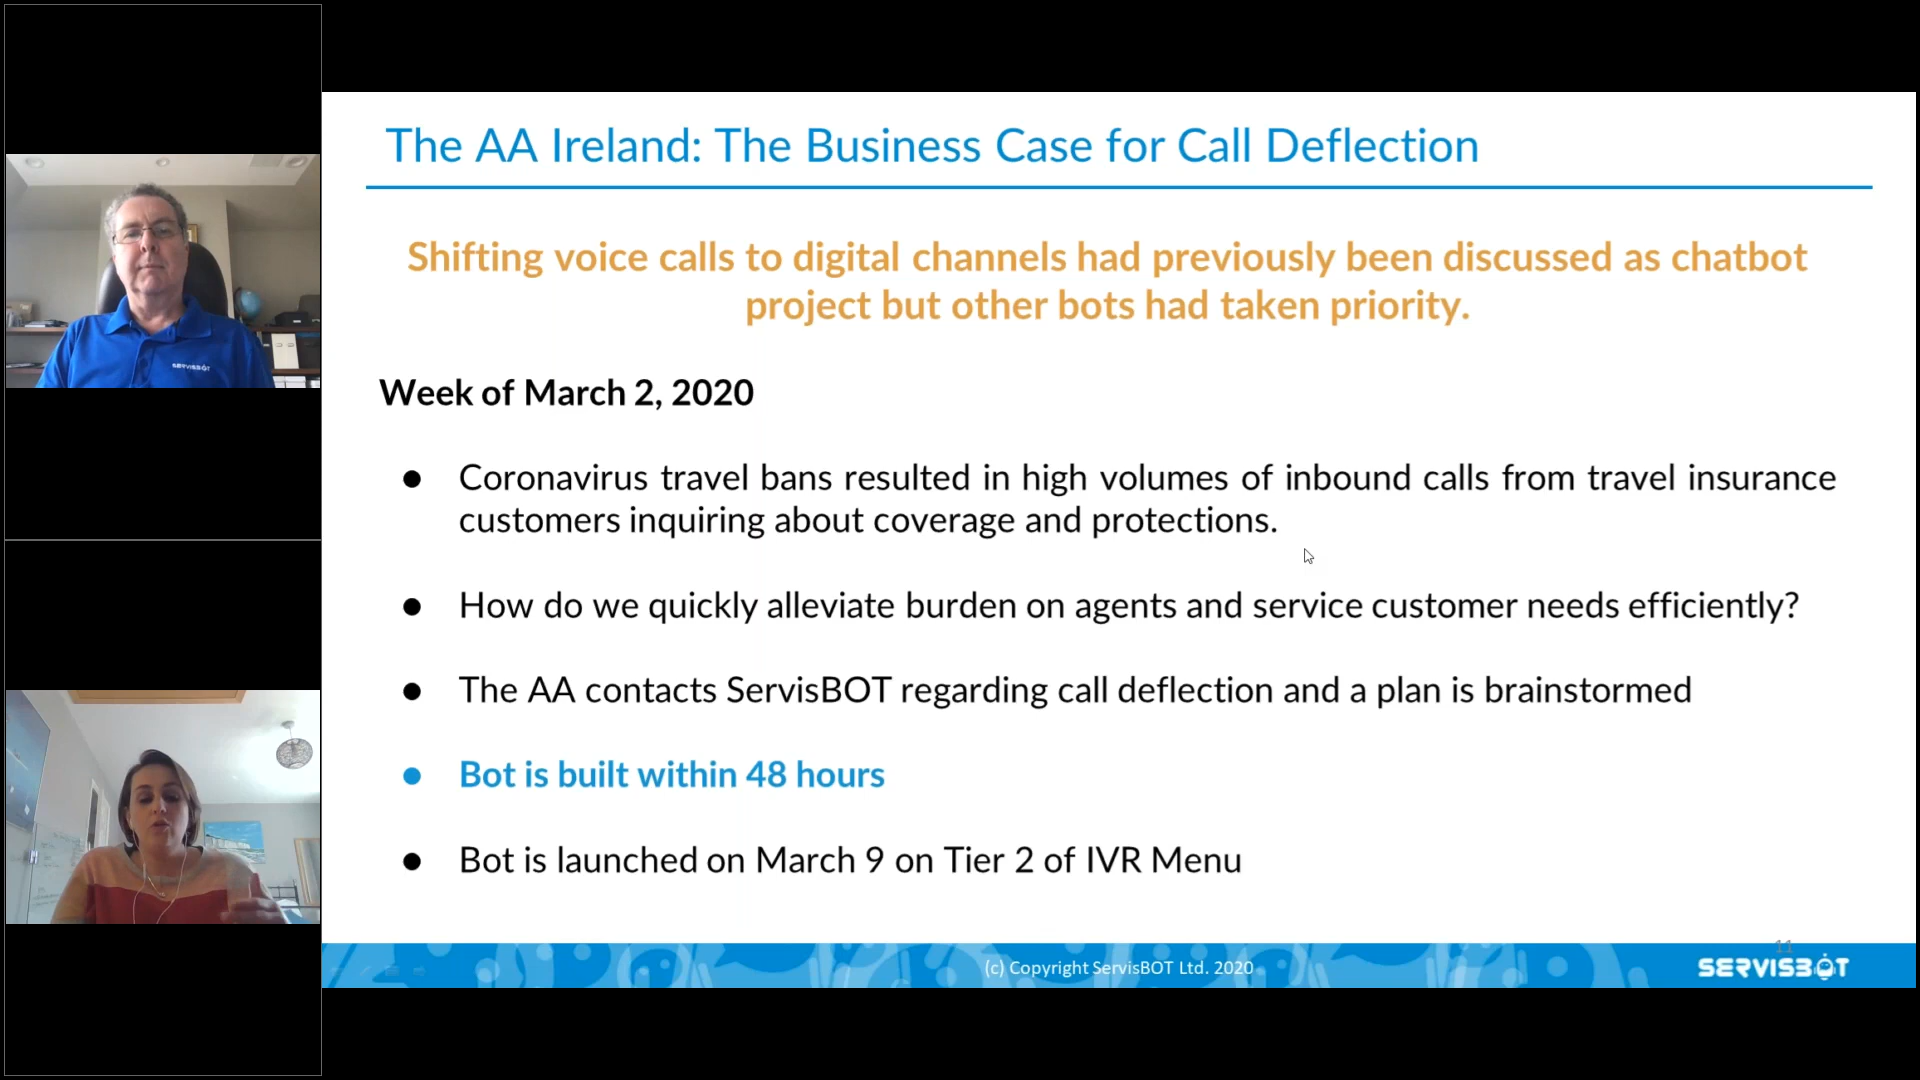 The AA Ireland: The Business Case for Call Deflection
Shifting voice calls to digital channels had previously been discussed as chatbot
project but other bots had taken priority.
Week of March 2, 2020
● Coronavirus travel bans resulted in high volumes of inbound calls from travel insurance
customers inquiring about coverage and protections.
● How do we quickly alleviate burden on agents and service customer needs efficiently?
● The AA contacts ServisBOT regarding call deflection and a plan is brainstormed
● Bot is built within 48 hours
● Bot is launched on March 9 on Tier 2 of IVR Menu
11
(c) Copyright ServisBOT Ltd. 2020
SERVISBOT
SERVISBOT